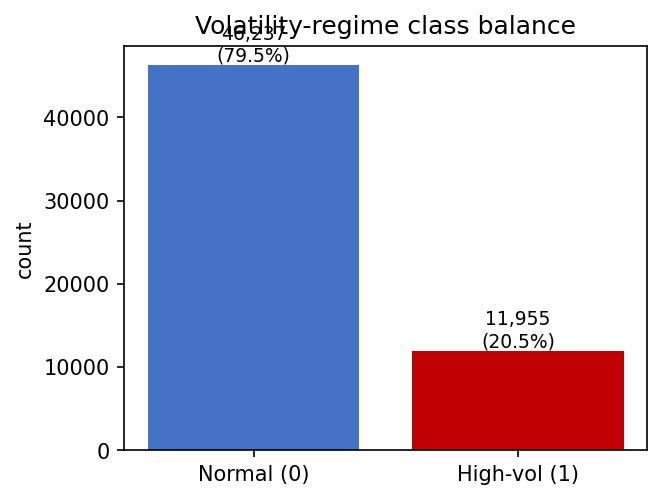 Volatility-regime class balance
46,237
(79.5%)
11,955
(20.5%)
count
40000
30000
20000
10000
0
Normal (0)
High-vol (1)